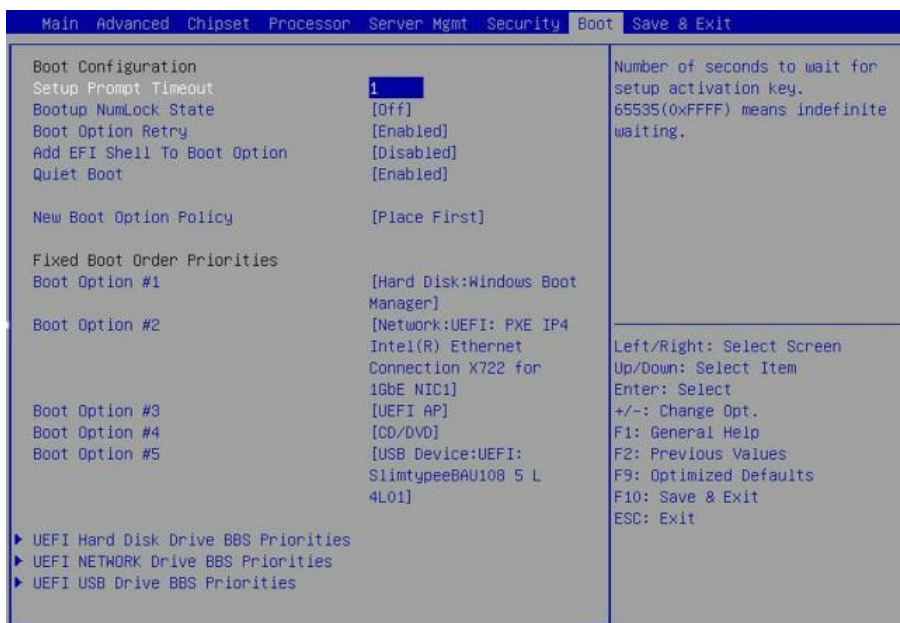 Main Advanced Chipset Processor Server Mgmt Security Boot Save & Exit
Boot Configuration
Setup Prompt Timeout 1
Bootup NumLock State [Off]
Boot Option Retry [Enabled]
Add EFI Shell To Boot Option [Disabled]
Quiet Boot [Enabled]
New Boot Option Policy [Place First]
Fixed Boot Order Priorities
Boot Option #1 [Hard Disk:Windows Boot
Manager]
Boot Option #2 [Network:UEFI: PXE IP4
Intel(R) Ethernet
Connection X722 for
1GbE NIC1]
Boot Option #3 [UEFI AP]
Boot Option #4 [CD/DVD]
Boot Option #5 [USB Device:UEFI:
SlimtypeeBAU108 5 L
4L01]
UEFI Hard Disk Drive BBS Priorities
UEFI NETWORK Drive BBS Priorities
UEFI USB Drive BBS Priorities
Number of seconds to wait for
setup activation key.
65535(0xFFFF) means indefinite
waiting.
Left/Right: Select Screen
Up/Down: Select Item
Enter: Select
+/-: Change Opt.
F1: General Help
F2: Previous Values
F9: Optimized Defaults
F10: Save & Exit
ESC: Exit